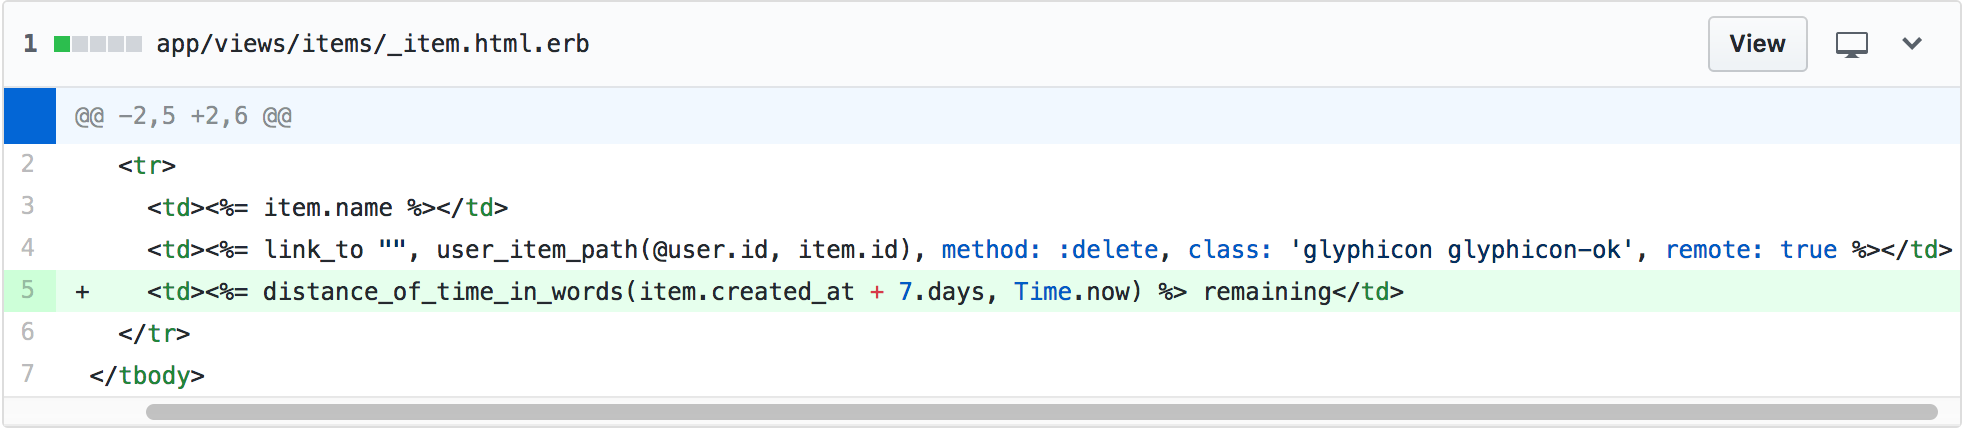 1 app/views/items/_item.html.erb View
@@ -2,5 +2,6 @@
2 <tr>
3 <td><%= item.name %></td>
4 <td><%= link_to "", user_item_path(@user.id, item.id), method: :delete, class: 'glyphicon glyphicon-ok', remote: true %></td>
5 + <td><%= distance_of_time_in_words(item.created_at + 7.days, Time.now) %> remaining</td>
6 </tr>
7 </tbody>